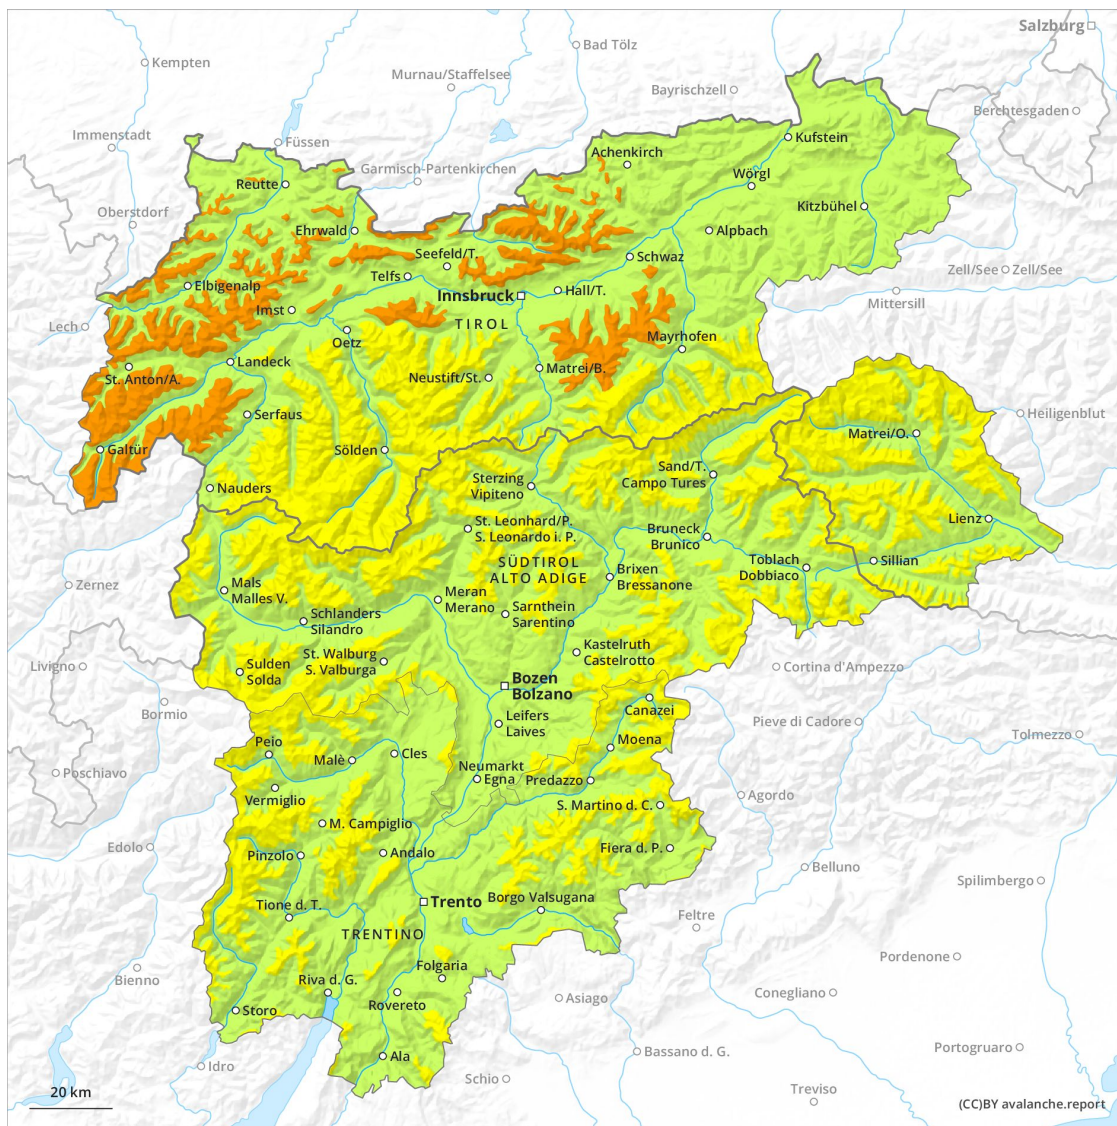 Salzburg
Bad Tölz
Kempten
Murnau/Staffelsee
Bayrischzell
Berchtesgaden
Immenstadt
Füssen
Kufstein
Achenkirch
Garmisch-Partenkirchen
Wörgl
Reutte
Oberstdorf
Kitzbühel
Ehrwald
Alpbach
Seefeld/T.
Schwaz
Telfs
Zell/See
Zell/See
Elbigenalp
Hall/T.
Innsbruck
Mittersill
Imst
Lech
TIROL
Mayrhofen
Oetz
Landeck
Matrei/B.
St. Anton/A.
Neustift/St.
Serfaus
Heiligenblut
Matrei/O.
Galtür
Sölden
Sand/T.
Campo Tures
Sterzing
Vipiteno
Nauders
Lienz
St. Leonhard/P.
S. Leonardo i. P.
Bruneck
Brunico
SÜDTIROL
ALTO ADIGE
Toblach
Dobbiaco
Sillian
Brixen
Bressanone
Zernez
Mals
Malles V.
Meran
Merano
Sarnthein
Sarentino
Schlanders
Silandro
Kastelruth
Castelrotto
St. Walburg
S. Valburga
Livigno
Sulden
Solda
Cortina d'Ampezzo
Bozen
Bolzano
Bormio
Canazei
Leifers
Laives
Pieve di Cadore
Tolmezzo
Peio
Moena
Cles
Malè
Poschiavo
Neumarkt
Egna
Predazzo
Vermiglio
Agordo
S. Martino d. C.
M. Campiglio
Edolo
Pinzolo
Andalo
Fiera d. P.
Belluno
Spilimbergo
Trento
Borgo Valsugana
Tione d. T.
Feltre
TRENTINO
Pordenone
Folgaria
Bienno
Riva d. G.
Rovereto
Asiago
Conegliano
Storo
Portogruaro
Bassano d. G.
Ala
Idro
Schio
Treviso
20 km
(CC)BY avalanche.report